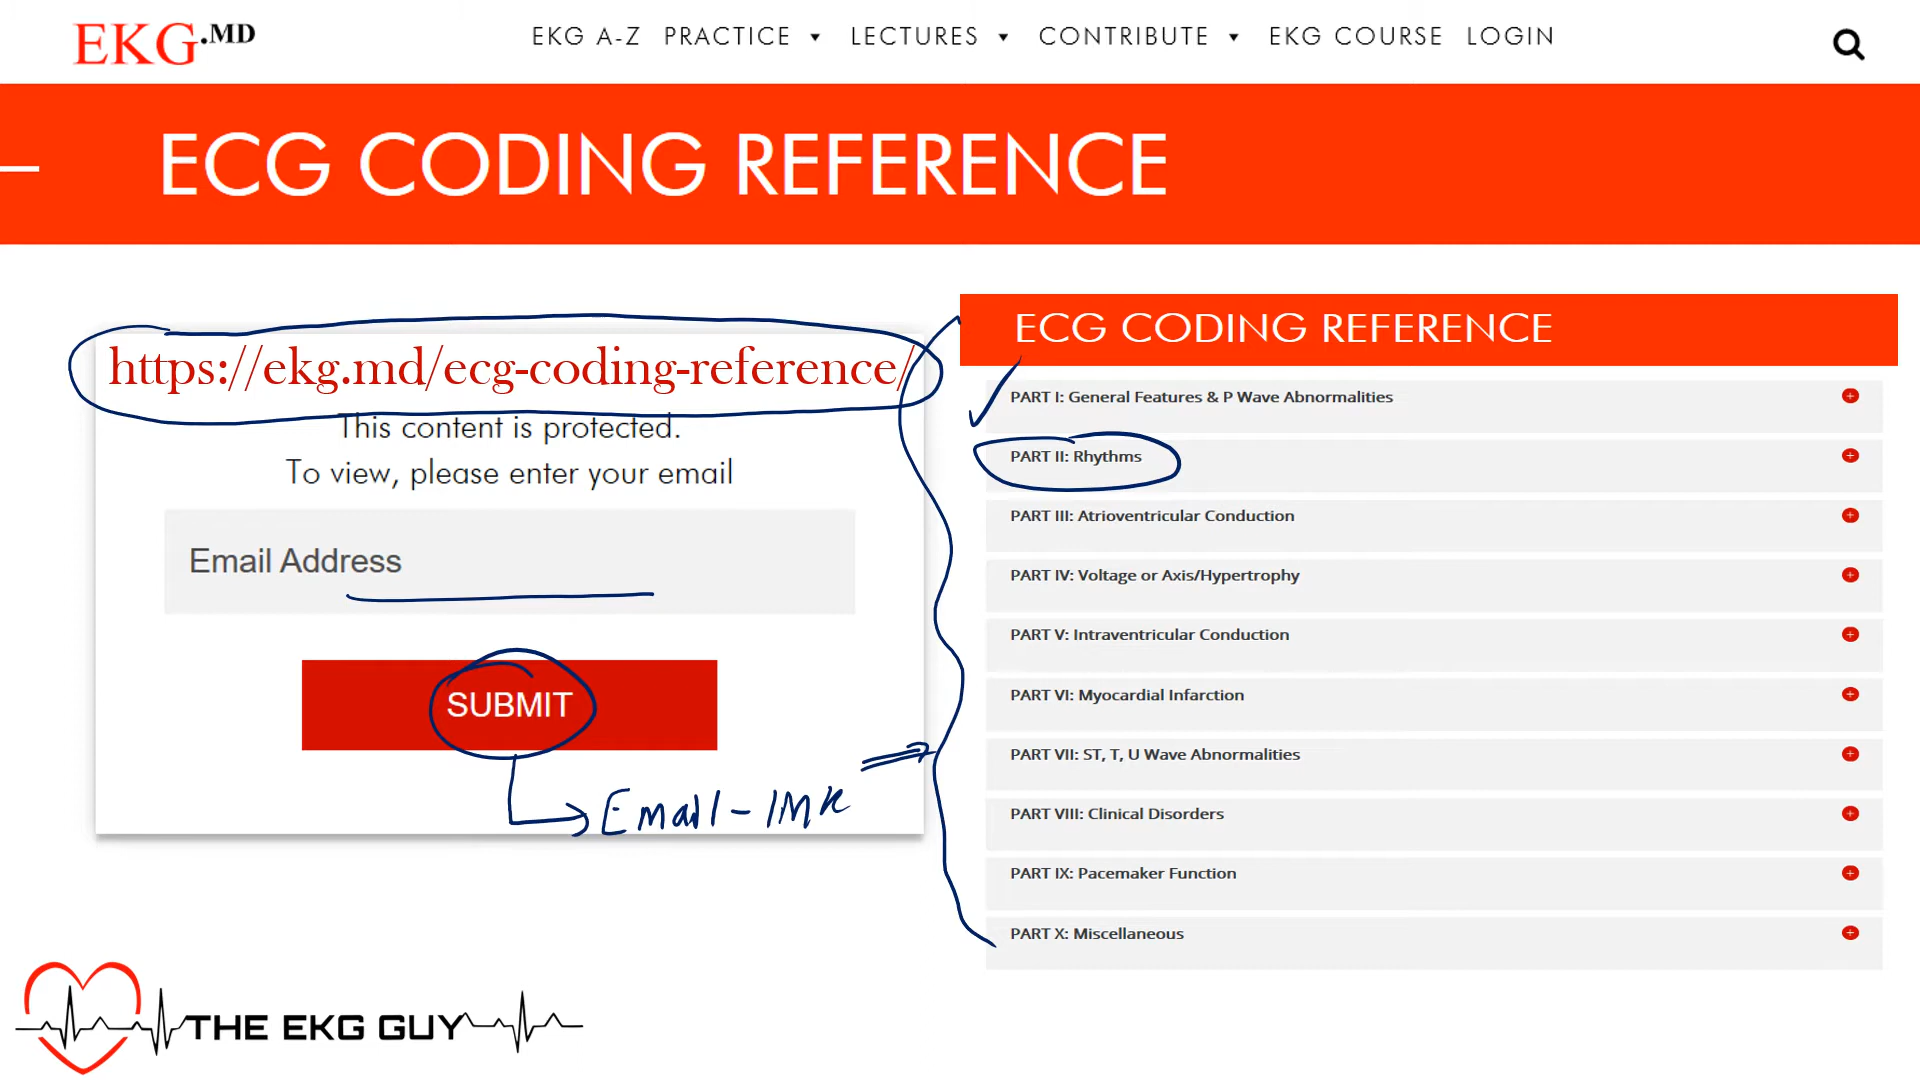 EKG.MD
EKG A-Z PRACTICE LECTURES CONTRIBUTE EKG COURSE LOGIN
ECG CODING REFERENCE
https://ekg.md/ecg-coding-reference/
This content is protected.
To view, please enter your email
Email Address
SUBMIT
Email -
ECG CODING REFERENCE
PART I: General Features & P Wave Abnormalities
PART II: Rhythms
PART III: Atrioventricular Conduction
PART IV: Voltage or Axis/Hypertrophy
PART V: Intraventricular Conduction
PART VI: Myocardial Infarction
PART VII: ST, T, U Wave Abnormalities
PART VIII: Clinical Disorders
PART IX: Pacemaker Function
PART X: Miscellaneous
THE EKG GUY